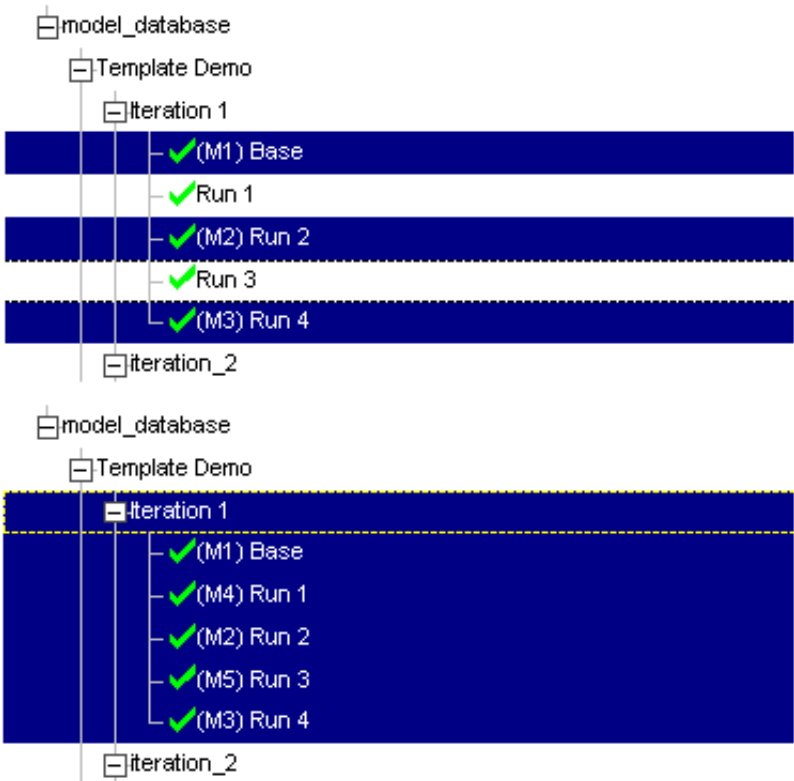 model_database
Template Demo
Iteration 1
(M1) Base
Run 1
(M2) Run 2
Run 3
(M3) Run 4
iteration_2
model_database
Template Demo
Iteration 1
(M1) Base
(M4) Run 1
(M2) Run 2
(M5) Run 3
(M3) Run 4
iteration_2